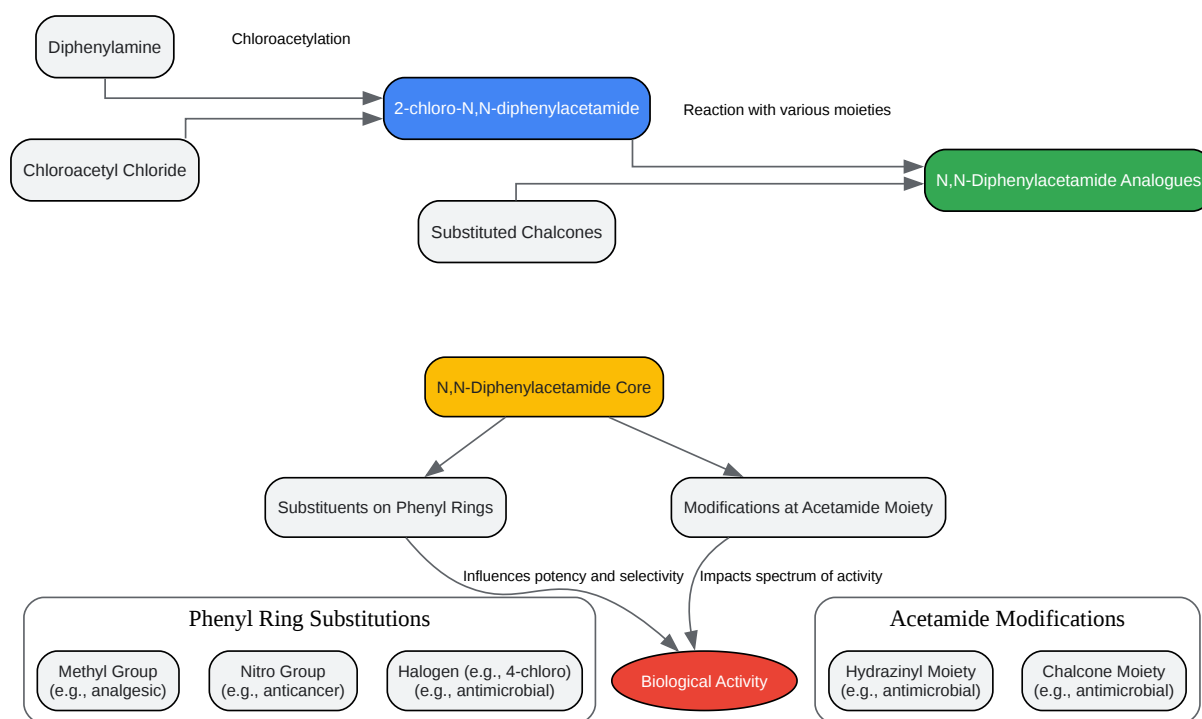 Diphenylamine
Chloroacetylation
2-chloro-N,N-diphenylacetamide
Reaction with various moieties
Chloroacetyl Chloride
N,N-Diphenylacetamide Analogues
Substituted Chalcones
N,N-Diphenylacetamide Core
Substituents on Phenyl Rings
Modifications at Acetamide Moiety
Influences potency and selectivity
Impacts spectrum of activity
Phenyl Ring Substitutions
Methyl Group
(e.g., analgesic)
Nitro Group
(e.g., anticancer)
Halogen (e.g., 4-chloro)
(e.g., antimicrobial)
Biological Activity
Acetamide Modifications
Hydrazinyl Moiety
(e.g., antimicrobial)
Chalcone Moiety
(e.g., antimicrobial)